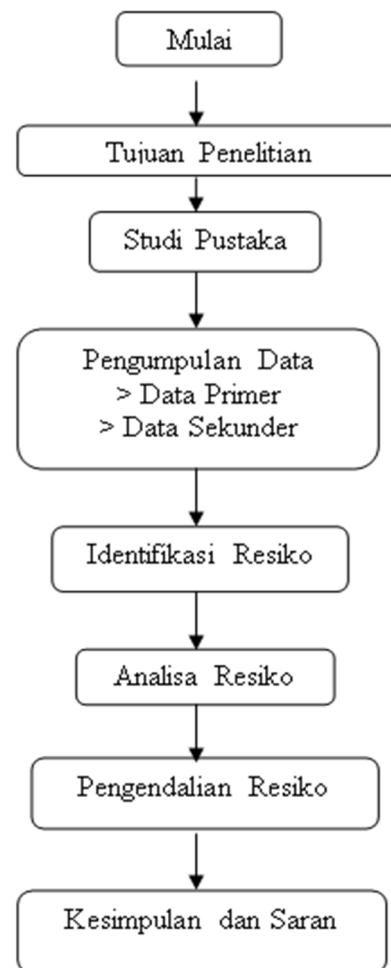 Mulai
Tujuan Penelitian
Studi Pustaka
Pengumpulan Data
> Data Primer
> Data Sekunder
Identifikasi Resiko
Analisa Resiko
Pengendalian Resiko
Kesimpulan dan Saran